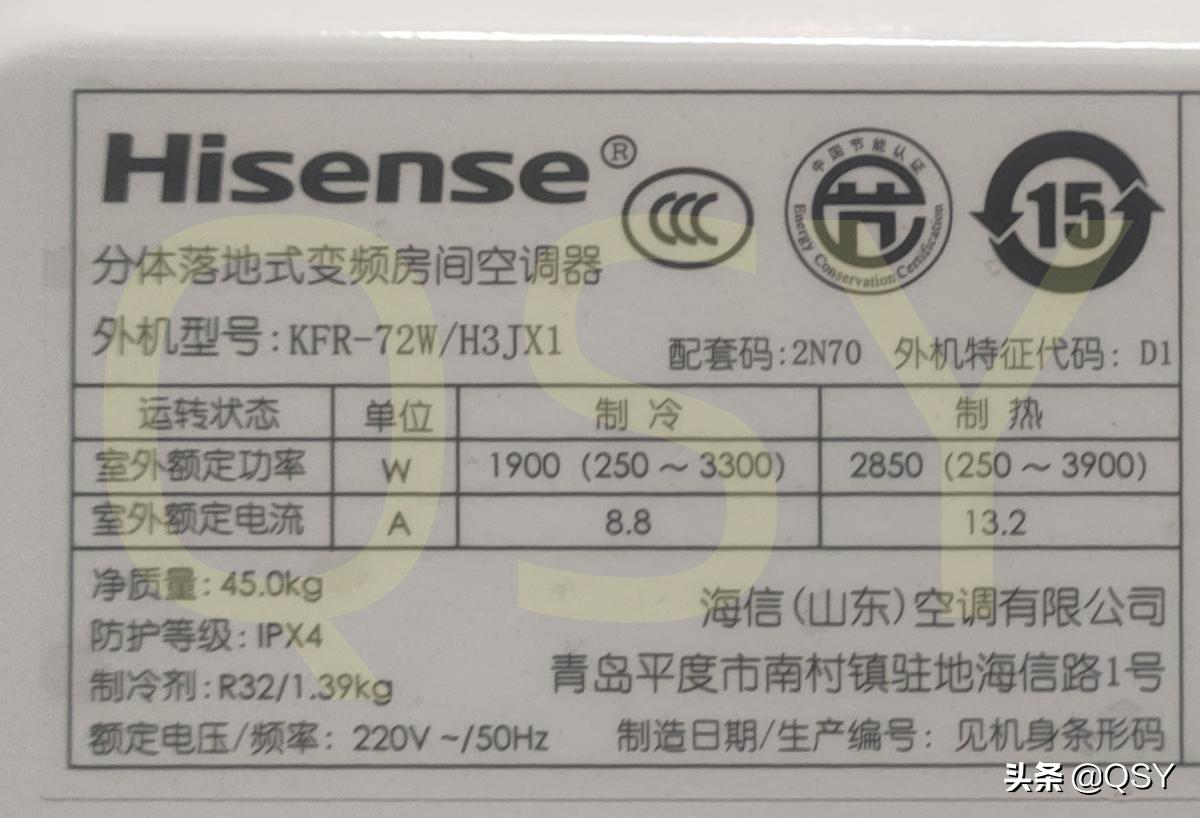 Hisense®
CCC
中国节能认证
Energy Conservation Certification
15
分体落地式变频房间空调器
外机型号:KFR-72W/H3JX1
配套码:2N70 外机特征代码: D1
运转状态 单位 制冷 制热
室外额定功率 W 1900 (250～3300) 2850 (250～3900)
室外额定电流 A 8.8 13.2
净质量: 45.0kg
防护等级: IPX4
制冷剂:R32/1.39kg
额定电压/频率: 220V ~/50Hz
海信(山东)空调有限公司
青岛平度市南村镇驻地海信路1号
制造日期/生产编号: 见机身条形码
QSY
头条 @QSY